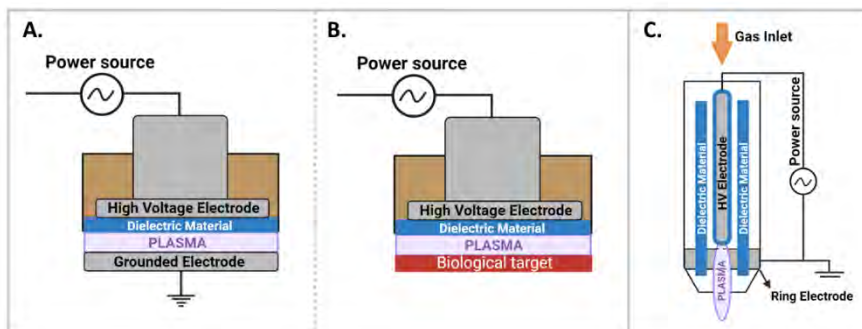 A.
Power source
High Voltage Electrode
Dielectric Material
PLASMA
Grounded Electrode
B.
Power source
High Voltage Electrode
Dielectric Material
PLASMA
Biological target
C.
Gas Inlet
Power source
Dielectric Material
HV Electrode
Dielectric Material
PLASMA
Ring Electrode